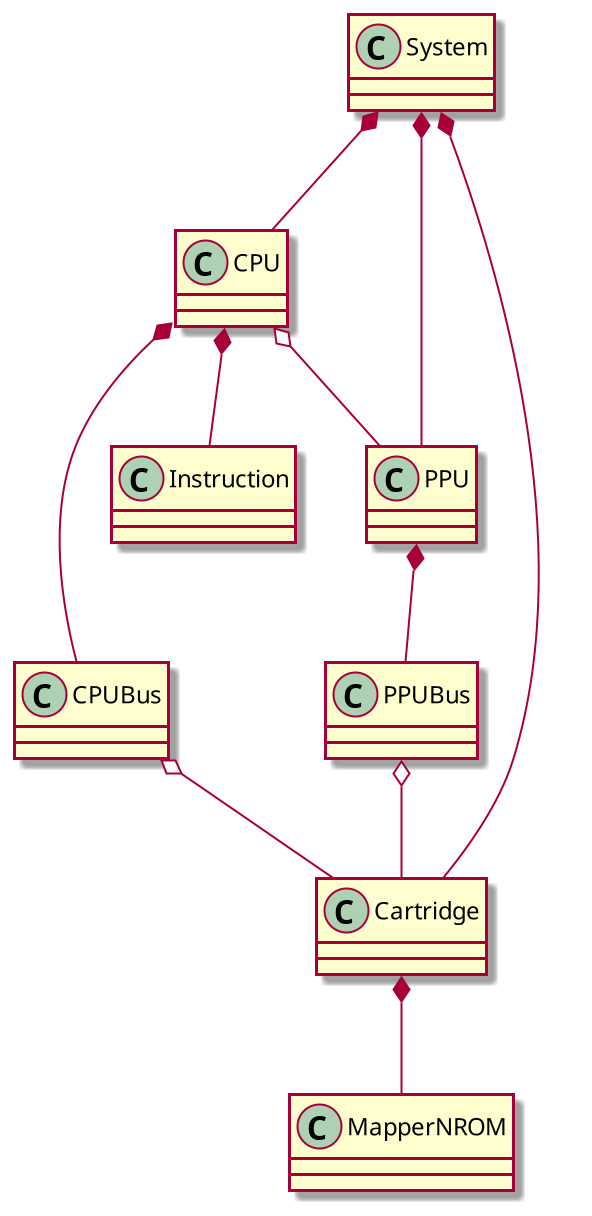 C System
C CPU
C Instruction
C PPU
C CPUBus
C PPUBus
C Cartridge
C MapperNROM